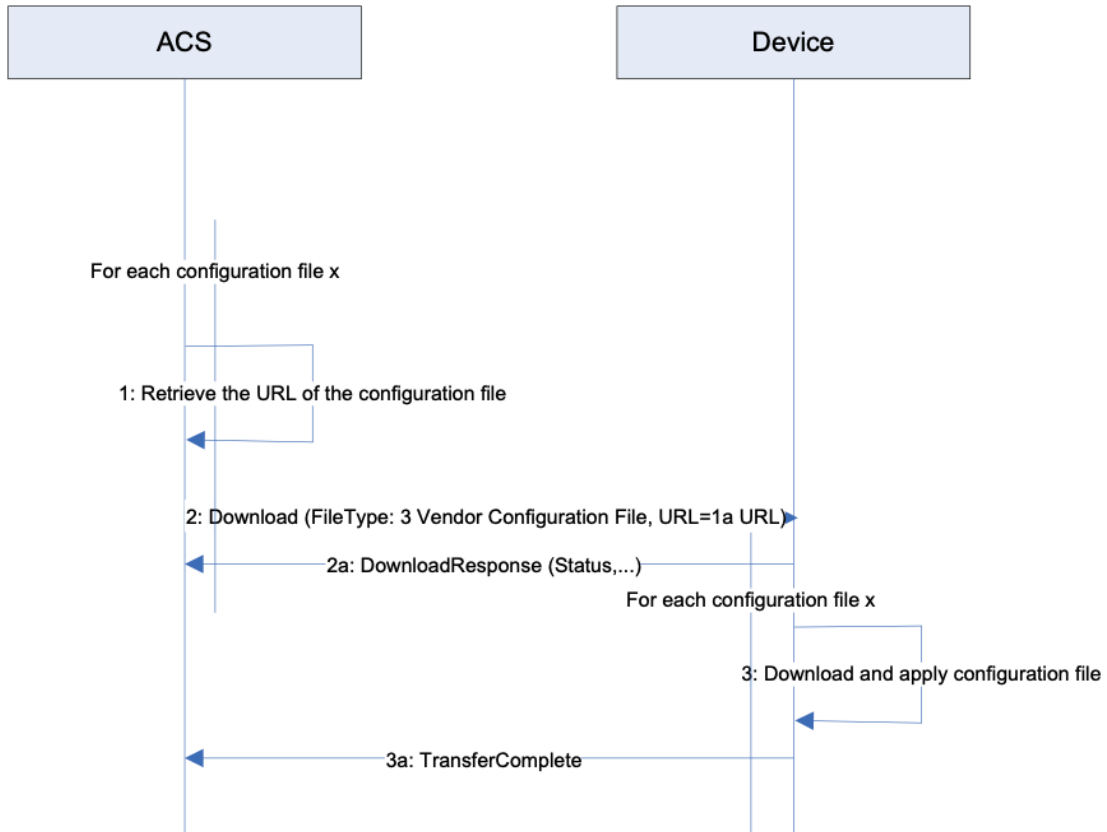 ACS
Device
For each configuration file x
1: Retrieve the URL of the configuration file
2: Download (FileType: 3 Vendor Configuration File, URL=1a URL)
2a: DownloadResponse (Status,...)
For each configuration file x
3: Download and apply configuration file
3a: TransferComplete